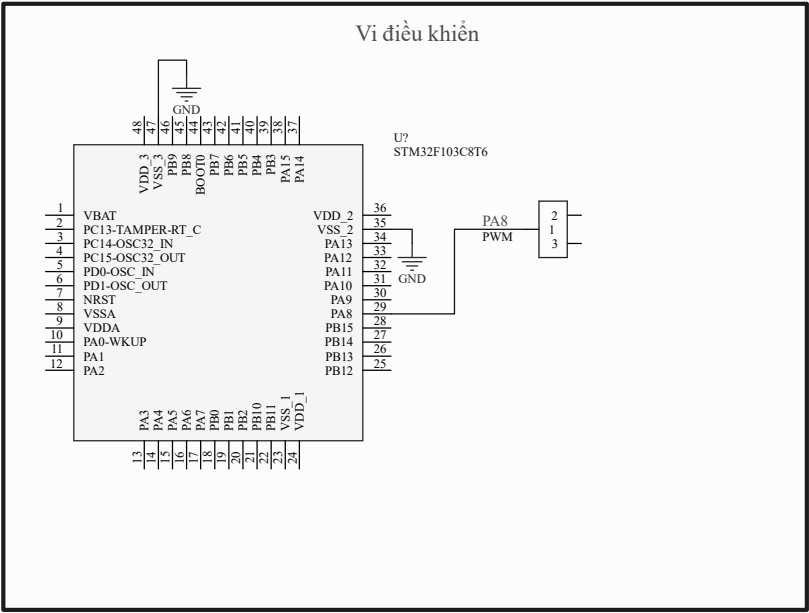 Vi điều khiển
GND
48 47 46 45 44 43 42 41 40 39 38 37
U?
STM32F103C8T6
VDD_3 VSS_3 PB9 PB8 BOOT0 PB7 PB6 PB5 PB4 PB3 PA15 PA14
1 VBAT VDD_2 36
2 PC13-TAMPER-RT_C VSS_2 35
3 PC14-OSC32_IN PA13 34
4 PC15-OSC32_OUT PA12 33
5 PD0-OSC_IN PA11 32
6 PD1-OSC_OUT PA10 31
7 NRST PA9 30
8 VSSA PA8 29
9 VDDA PB15 28
10 PA0-WKUP PB14 27
11 PA1 PB13 26
12 PA2 PB12 25
GND
PA8
PWM
2
1
3
PA3 PA4 PA5 PA6 PA7 PB0 PB1 PB2 PB10 PB11 VSS_1 VDD_1
13 14 15 16 17 18 19 20 21 22 23 24